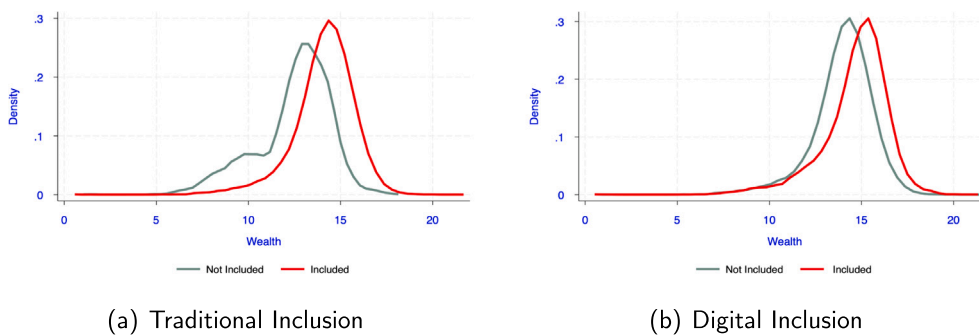 .3
.2
.1
0
Density
0 5 10 15 20
Wealth
Not Included Included
(a) Traditional Inclusion
.3
.2
.1
0
Density
0 5 10 15 20
Wealth
Not Included Included
(b) Digital Inclusion